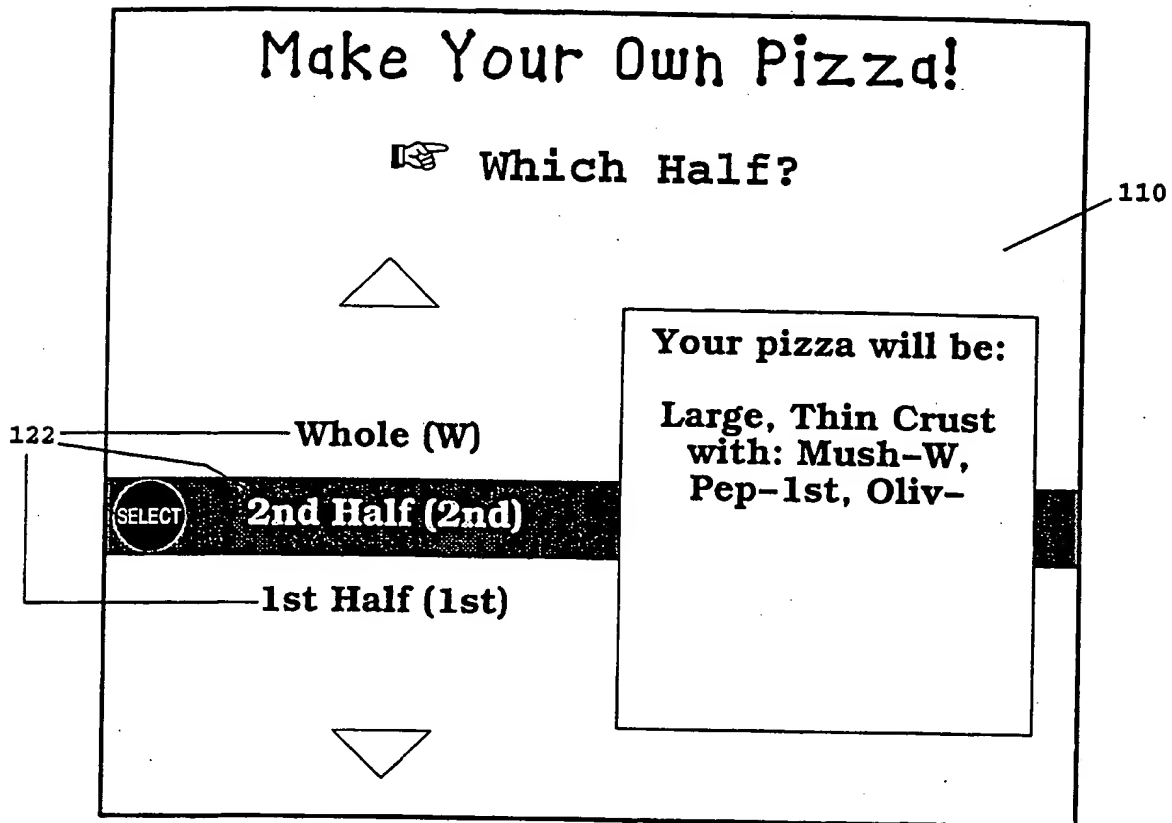 Make Your Own Pizza!
☞ Which Half?
110
Your pizza will be:
Large, Thin Crust
with: Mush–W,
Pep–1st, Oliv–
122
Whole (W)
SELECT 2nd Half (2nd)
1st Half (1st)